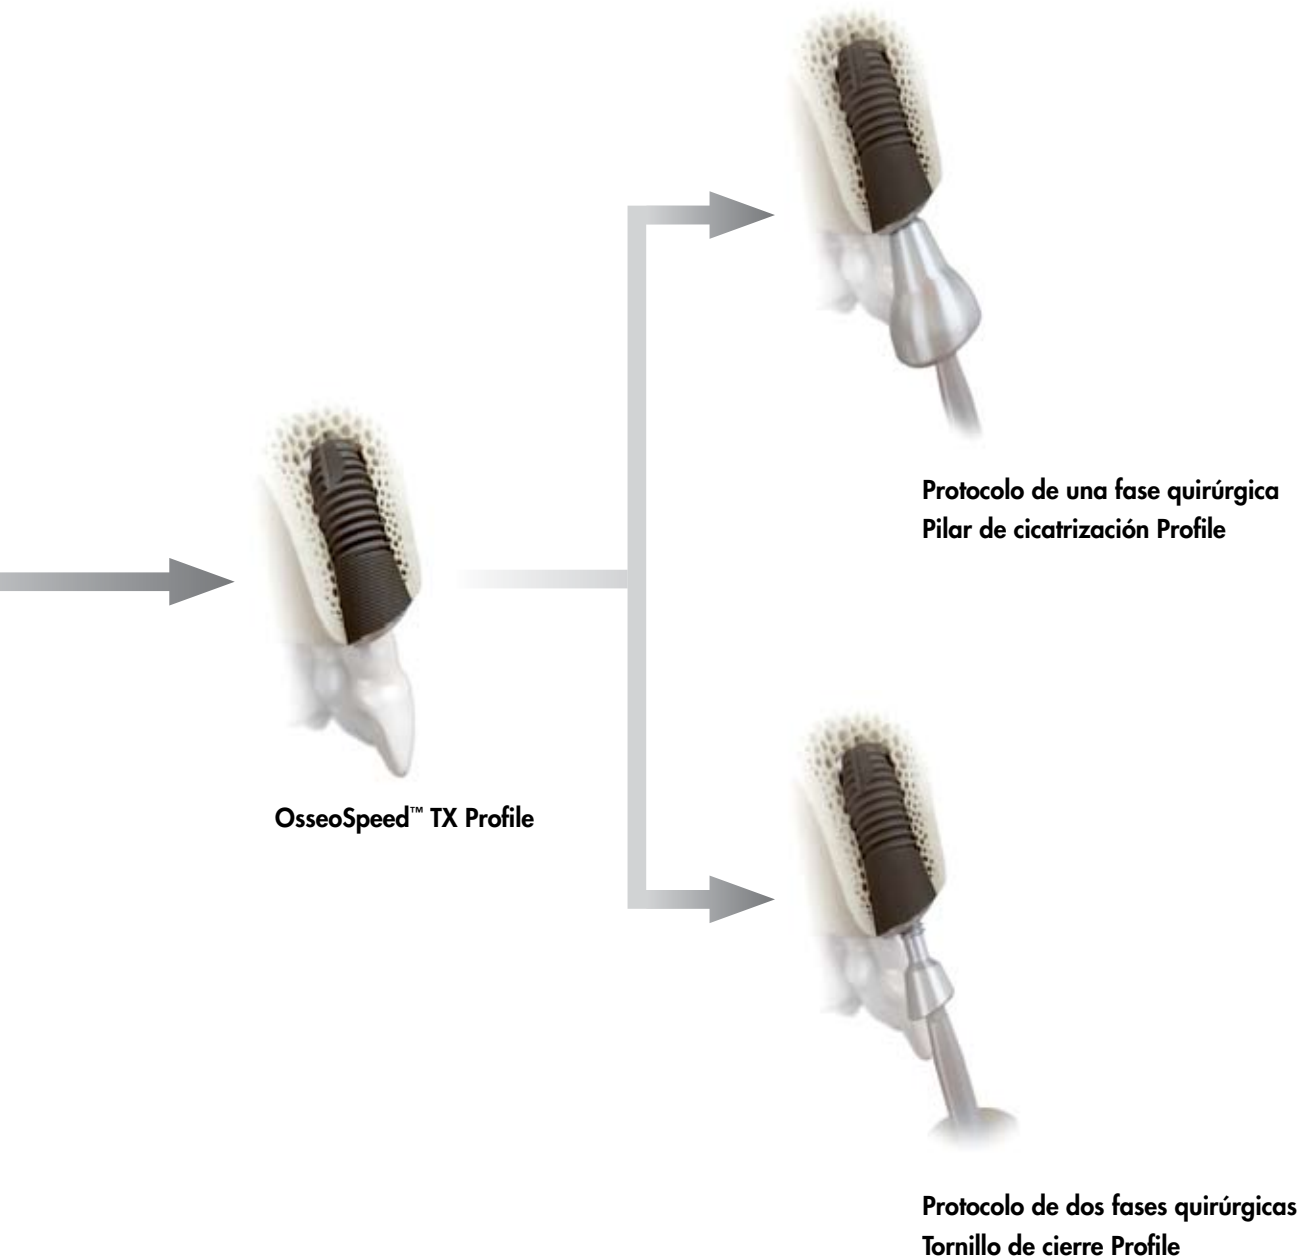 Protocolo de una fase quirúrgica
Pilar de cicatrización Profile
OsseoSpeed™ TX Profile
Protocolo de dos fases quirúrgicas
Tornillo de cierre Profile